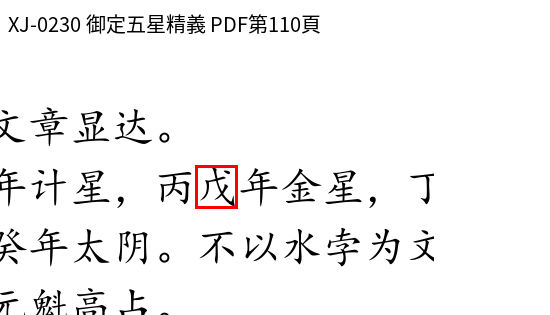 XJ-0230 御定五星精義 PDF第110頁
文章显达。
年计星，丙戊年金星，丁
癸年太阴。不以水孛为文
元魁高占。